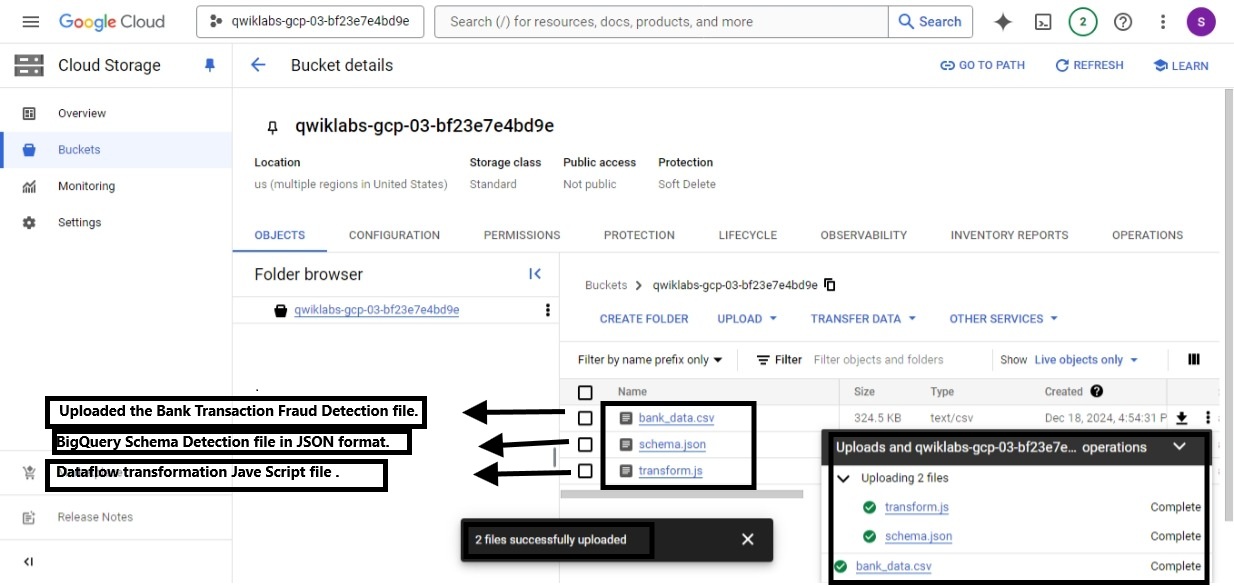 Google Cloud
qwiklabs-gcp-03-bf23e7e4bd9e
Search (/) for resources, docs, products, and more
Search
2
S
Cloud Storage
Bucket details
GO TO PATH
REFRESH
LEARN
Overview
Buckets
Monitoring
Settings
qwiklabs-gcp-03-bf23e7e4bd9e
Location Storage class Public access Protection
us (multiple regions in United States) Standard Not public Soft Delete
OBJECTS CONFIGURATION PERMISSIONS PROTECTION LIFECYCLE OBSERVABILITY INVENTORY REPORTS OPERATIONS
Folder browser
qwiklabs-gcp-03-bf23e7e4bd9e
Buckets > qwiklabs-gcp-03-bf23e7e4bd9e
CREATE FOLDER UPLOAD TRANSFER DATA OTHER SERVICES
Filter by name prefix only Filter Filter objects and folders Show Live objects only
Name Size Type Created
Uploaded the Bank Transaction Fraud Detection file.
bank_data.csv 324.5 KB text/csv Dec 18, 2024, 4:54:31 P
BigQuery Schema Detection file in JSON format.
schema.json
Dataflow transformation Jave Script file .
transform.js
Uploads and qwiklabs-gcp-03-bf23e7e... operations
Uploading 2 files
transform.js Complete
schema.json Complete
bank_data.csv Complete
Release Notes
2 files successfully uploaded